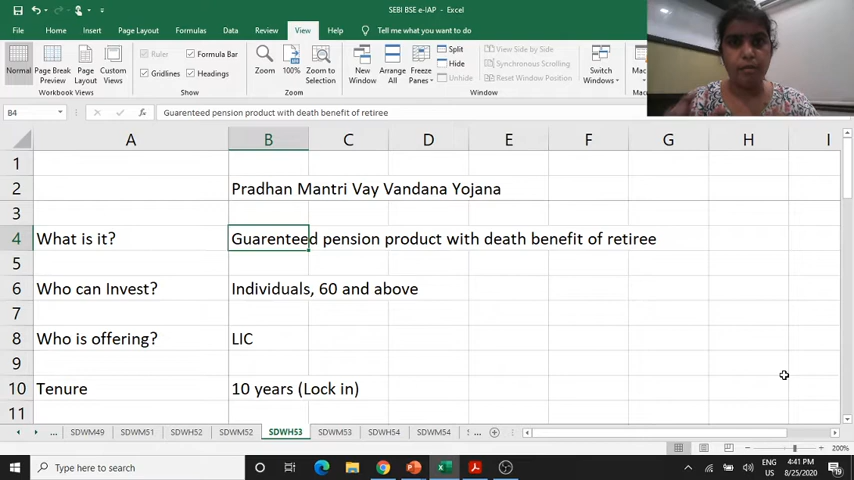 SEBI BSE e-IAP - Excel
File Home Insert Page Layout Formulas Data Review View Help Tell me what you want to do
Normal Page Break Preview Page Layout Custom Views
Workbook Views
Ruler Formula Bar
Gridlines Headings
Show
Zoom 100% Zoom to Selection
Zoom
New Window Arrange All Freeze Panes
Split
Hide
Unhide
View Side by Side
Synchronous Scrolling
Reset Window Position
Window
Switch Windows
B4 fx Guarenteed pension product with death benefit of retiree
A B C D E F G H I
1
2 Pradhan Mantri Vay Vandana Yojana
3
4 What is it? Guarenteed pension product with death benefit of retiree
5
6 Who can Invest? Individuals, 60 and above
7
8 Who is offering? LIC
9
10 Tenure 10 years (Lock in)
11
... SDWM49 SDWM51 SDWH52 SDWM52 SDWH53 SDWM53 SDWH54 SDWM54 ...
200%
Type here to search
ENG US
4:41 PM
8/25/2020
19